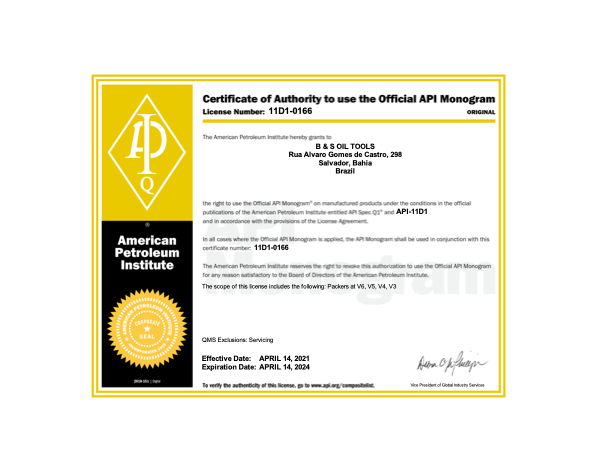 Certificate of Authority to use the Official API Monogram
License Number: 11D1-0166
ORIGINAL
The American Petroleum Institute hereby grants to
B & S OIL TOOLS
Rua Alvaro Gomes de Castro, 298
Salvador, Bahia
Brazil
the right to use the Official API Monogram® on manufactured products under the conditions in the official
publications of the American Petroleum Institute entitled API Spec Q1® and API-11D1
and in accordance with the provisions of the License Agreement.
In all cases where the Official API Monogram is applied, the API Monogram shall be used in conjunction with this
certificate number: 11D1-0166
The American Petroleum Institute reserves the right to revoke this authorization to use the Official API Monogram
for any reason satisfactory to the Board of Directors of the American Petroleum Institute.
The scope of this license includes the following: Packers at V6, V5, V4, V3
QMS Exclusions: Servicing
Effective Date: APRIL 14, 2021
Expiration Date: APRIL 14, 2024
To verify the authenticity of this license, go to www.api.org/compositelist.
Vice President of Global Industry Services
API
Q
®
American
Petroleum
Institute
AMERICAN PETROLEUM INSTITUTE
CORPORATE
SEAL
API
Monogram